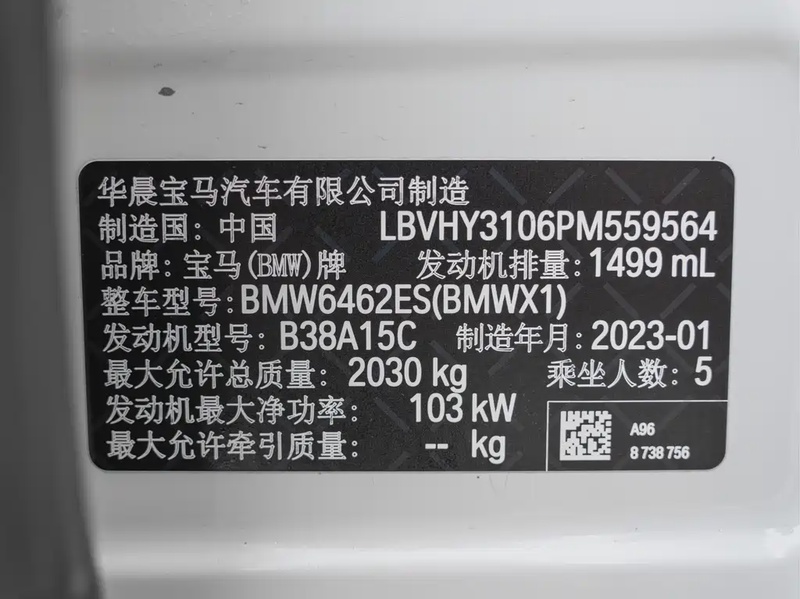 华晨宝马汽车有限公司制造
制造国：中国 LBVHY3106PM559564
品牌：宝马(BMW)牌 发动机排量：1499 mL
整车型号：BMW6462ES(BMWX1)
发动机型号：B38A15C 制造年月：2023-01
最大允许总质量：2030 kg 乘坐人数：5
发动机最大净功率：103 kW
最大允许牵引质量：-- kg
A96
8 738 756